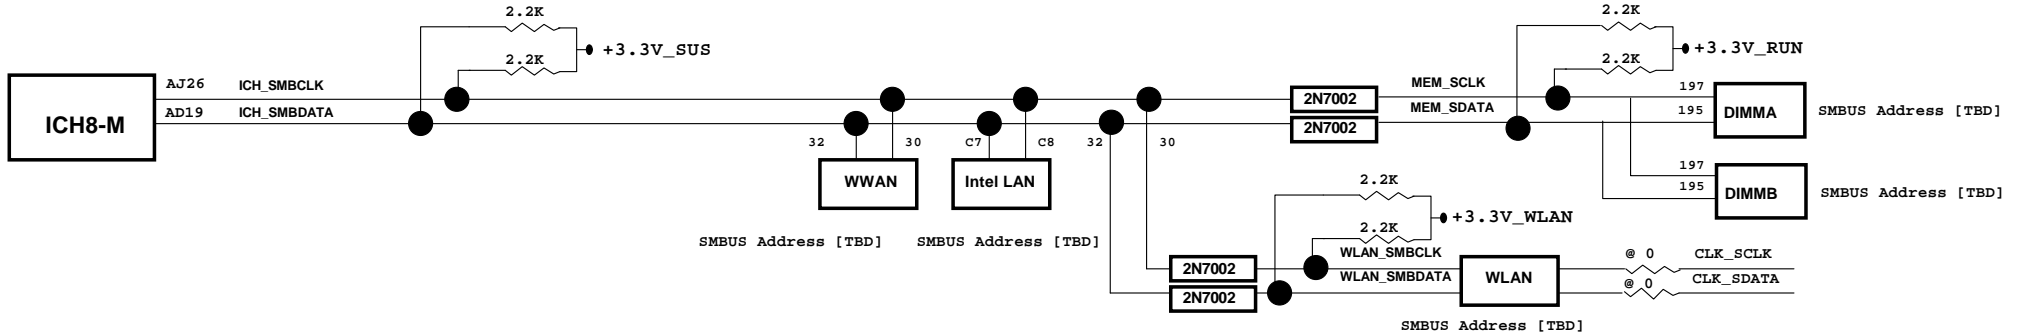 2.2K
2.2K
+3.3V_SUS
2.2K
2.2K
+3.3V_RUN
ICH8-M
AJ26
ICH_SMBCLK
AD19
ICH_SMBDATA
2N7002
2N7002
MEM_SCLK
MEM_SDATA
197
195
DIMMA
SMBUS Address [TBD]
32
30
C7
C8
32
30
WWAN
Intel LAN
SMBUS Address [TBD]
SMBUS Address [TBD]
197
195
DIMMB
SMBUS Address [TBD]
2.2K
2.2K
+3.3V_WLAN
2N7002
2N7002
WLAN_SMBCLK
WLAN_SMBDATA
WLAN
SMBUS Address [TBD]
@ 0
CLK_SCLK
@ 0
CLK_SDATA